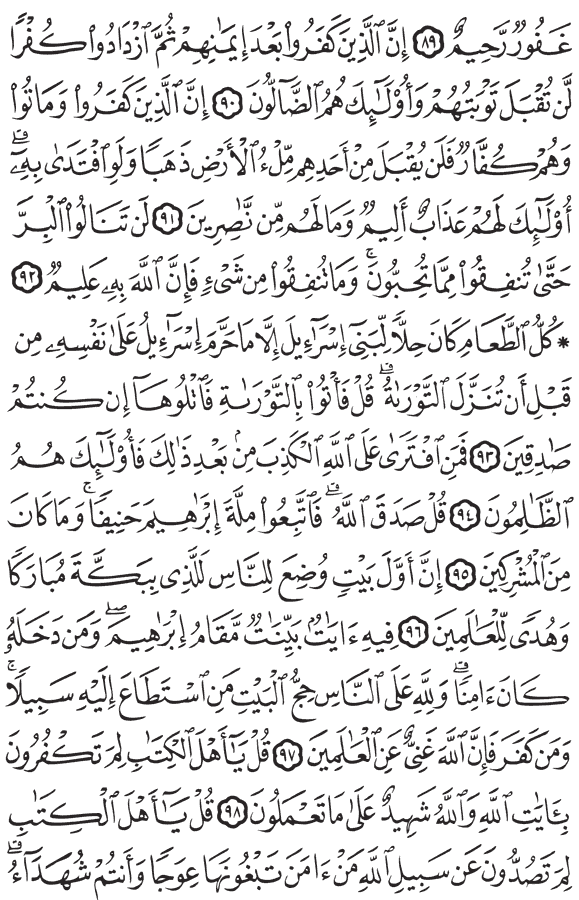 غَفُورٌ رَّحِيمٌ ٨٩ إِنَّ ٱلَّذِينَ كَفَرُوا۟ بَعْدَ إِيمَٰنِهِمْ ثُمَّ ٱزْدَادُوا۟ كُفْرًا
لَّن تُقْبَلَ تَوْبَتُهُمْ وَأُو۟لَٰٓئِكَ هُمُ ٱلضَّآلُّونَ ٩٠ إِنَّ ٱلَّذِينَ كَفَرُوا۟ وَمَاتُوا۟
وَهُمْ كُفَّارٌ فَلَن يُقْبَلَ مِنْ أَحَدِهِم مِّلْءُ ٱلْأَرْضِ ذَهَبًا وَلَوِ ٱفْتَدَىٰ بِهِۦٓ ۗ
أُو۟لَٰٓئِكَ لَهُمْ عَذَابٌ أَلِيمٌ وَمَا لَهُم مِّن نَّٰصِرِينَ ٩١ لَن تَنَالُوا۟ ٱلْبِرَّ
حَتَّىٰ تُنفِقُوا۟ مِمَّا تُحِبُّونَ ۚ وَمَا تُنفِقُوا۟ مِن شَىْءٍ فَإِنَّ ٱللَّهَ بِهِۦ عَلِيمٌ ٩٢
* كُلُّ ٱلطَّعَامِ كَانَ حِلًّا لِّبَنِىٓ إِسْرَٰٓءِيلَ إِلَّا مَا حَرَّمَ إِسْرَٰٓءِيلُ عَلَىٰ نَفْسِهِۦ مِن
قَبْلِ أَن تُنَزَّلَ ٱلتَّوْرَىٰةُ ۗ قُلْ فَأْتُوا۟ بِٱلتَّوْرَىٰةِ فَٱتْلُوهَآ إِن كُنتُمْ
صَٰدِقِينَ ٩٣ فَمَنِ ٱفْتَرَىٰ عَلَى ٱللَّهِ ٱلْكَذِبَ مِنۢ بَعْدِ ذَٰلِكَ فَأُو۟لَٰٓئِكَ هُمُ
ٱلظَّٰلِمُونَ ٩٤ قُلْ صَدَقَ ٱللَّهُ ۗ فَٱتَّبِعُوا۟ مِلَّةَ إِبْرَٰهِيمَ حَنِيفًا ۚ وَمَا كَانَ
مِنَ ٱلْمُشْرِكِينَ ٩٥ إِنَّ أَوَّلَ بَيْتٍ وُضِعَ لِلنَّاسِ لَلَّذِى بِبَكَّةَ مُبَارَكًا
وَهُدًى لِّلْعَٰلَمِينَ ٩٦ فِيهِ ءَايَٰتٌۢ بَيِّنَٰتٌ مَّقَامُ إِبْرَٰهِيمَ ۖ وَمَن دَخَلَهُۥ
كَانَ ءَامِنًا ۗ وَلِلَّهِ عَلَى ٱلنَّاسِ حِجُّ ٱلْبَيْتِ مَنِ ٱسْتَطَاعَ إِلَيْهِ سَبِيلًا ۚ
وَمَن كَفَرَ فَإِنَّ ٱللَّهَ غَنِىٌّ عَنِ ٱلْعَٰلَمِينَ ٩٧ قُلْ يَٰٓأَهْلَ ٱلْكِتَٰبِ لِمَ تَكْفُرُونَ
بِـَٔايَٰتِ ٱللَّهِ وَٱللَّهُ شَهِيدٌ عَلَىٰ مَا تَعْمَلُونَ ٩٨ قُلْ يَٰٓأَهْلَ ٱلْكِتَٰبِ
لِمَ تَصُدُّونَ عَن سَبِيلِ ٱللَّهِ مَنْ ءَامَنَ تَبْغُونَهَا عِوَجًا وَأَنتُمْ شُهَدَآءُ ۗ